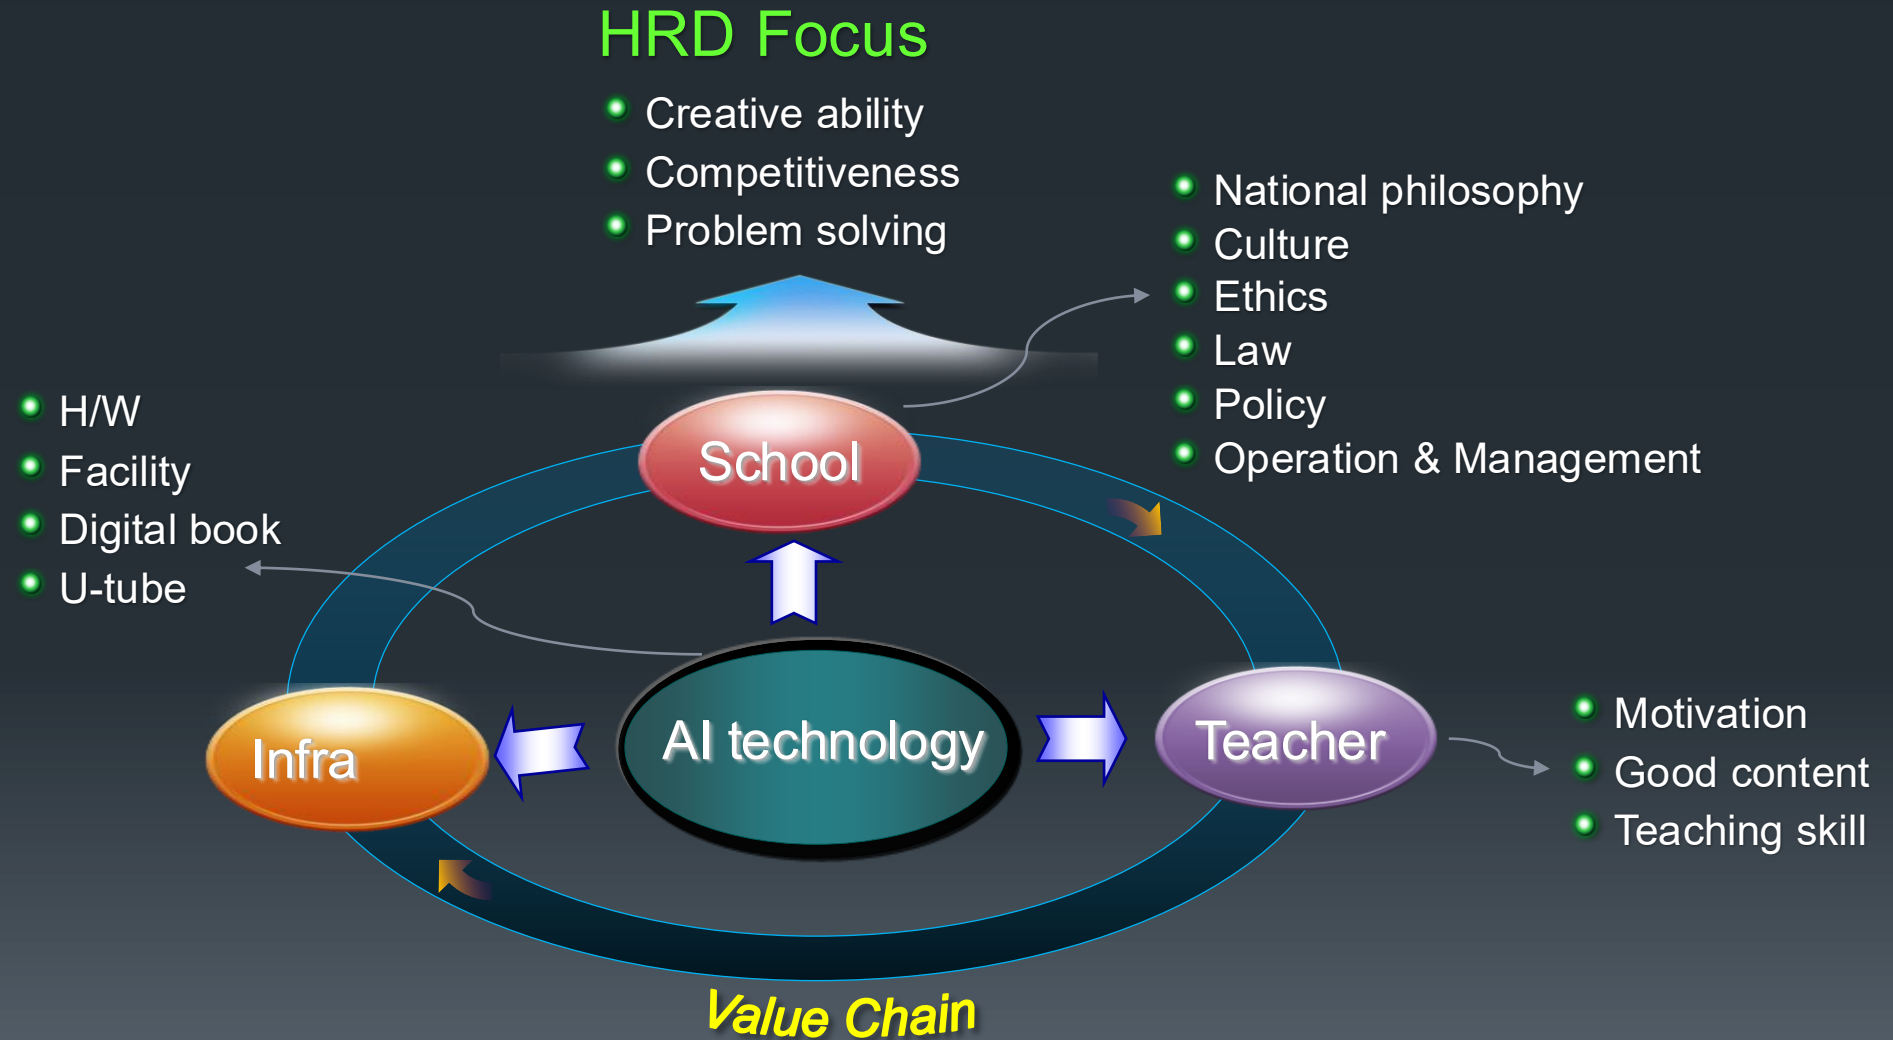 HRD Focus
Creative ability
Competitiveness
Problem solving
National philosophy
Culture
Ethics
Law
Policy
Operation & Management
H/W
Facility
Digital book
U-tube
School
AI technology
Infra
Teacher
Motivation
Good content
Teaching skill
Value Chain